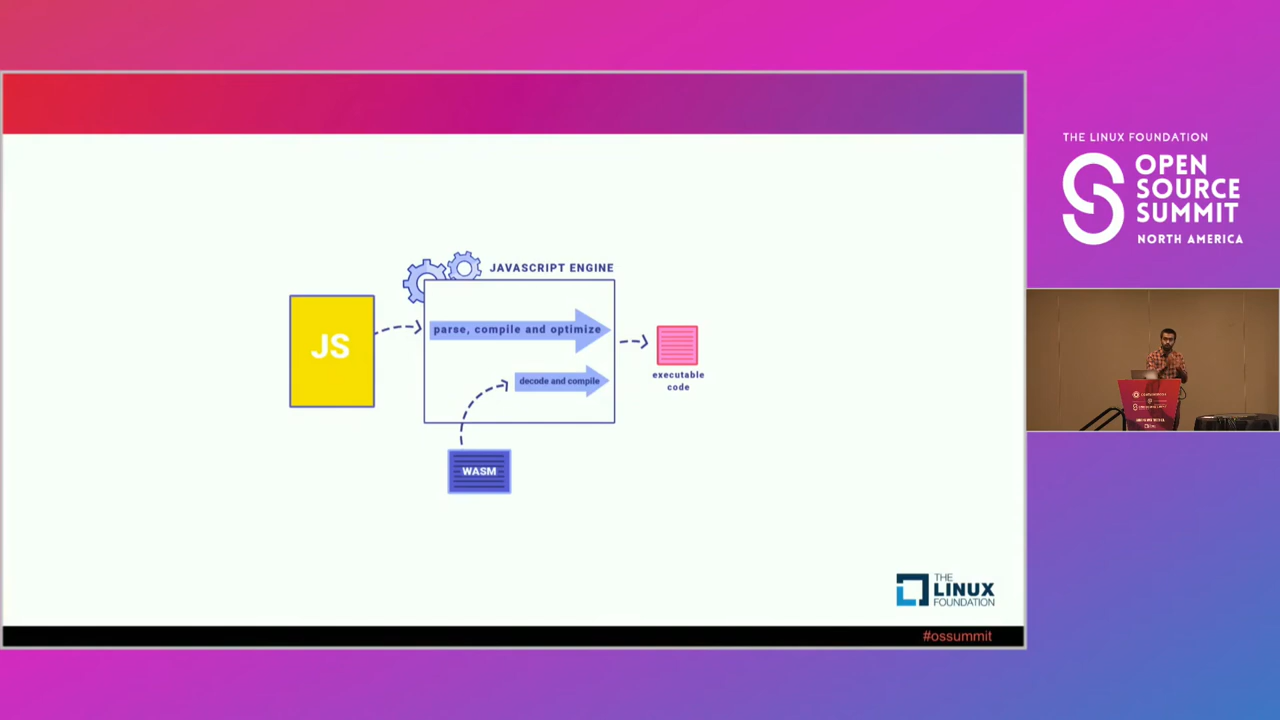 JAVASCRIPT ENGINE
JS
parse, compile and optimize
decode and compile
executable
code
WASM
THE
LINUX
FOUNDATION
#ossummit
THE LINUX FOUNDATION
OPEN
SOURCE
SUMMIT
NORTH AMERICA